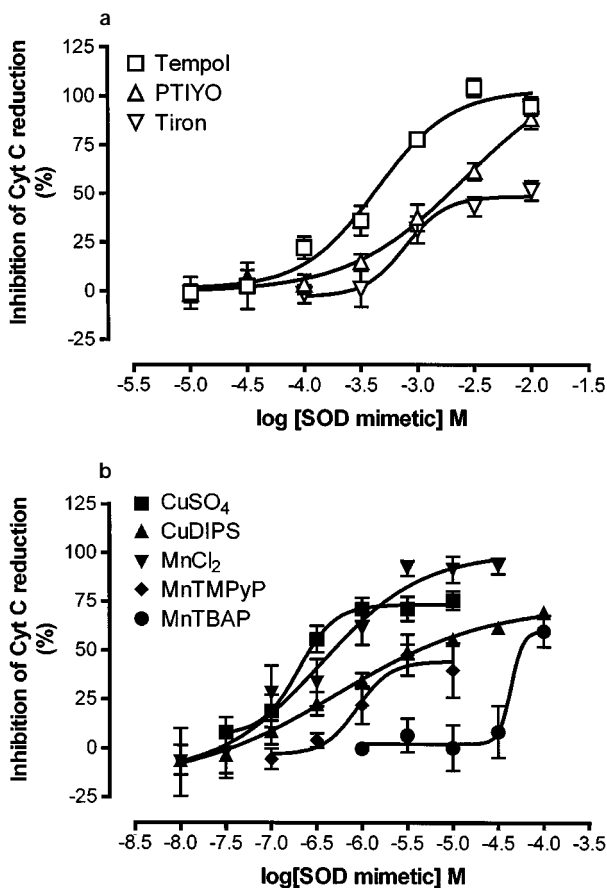 a
Inhibition of Cyt C reduction
(%)
125
100
75
50
25
0
-25
Tempol
PTIYO
Tiron
-5.5 -5.0 -4.5 -4.0 -3.5 -3.0 -2.5 -2.0 -1.5
log [SOD mimetic] M
b
Inhibition of Cyt C reduction
(%)
125
100
75
50
25
0
-25
CuSO₄
CuDIPS
MnCl₂
MnTMPyP
MnTBAP
-8.5 -8.0 -7.5 -7.0 -6.5 -6.0 -5.5 -5.0 -4.5 -4.0 -3.5
log[SOD mimetic] M